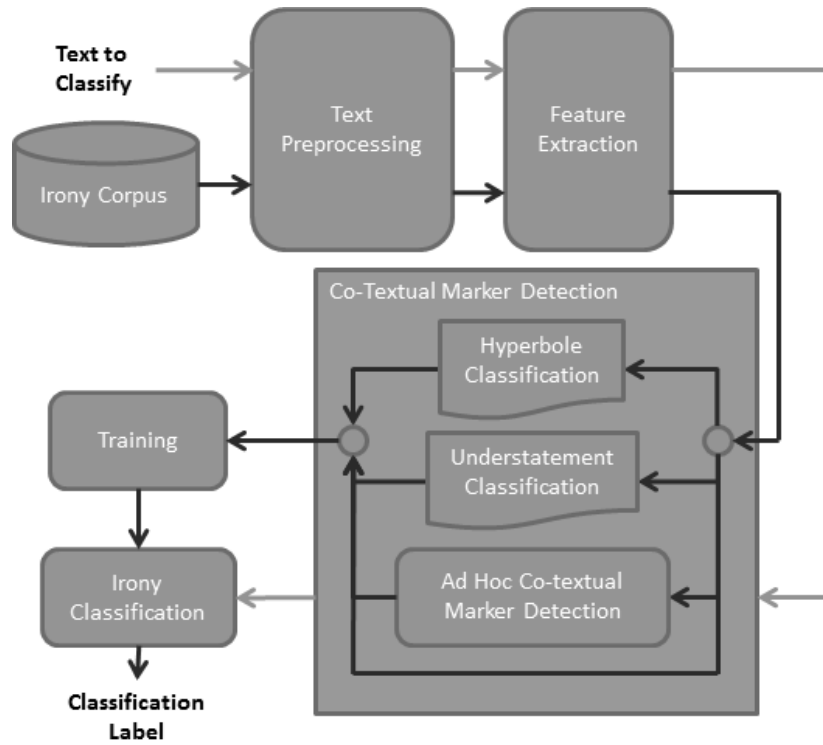 Text to
Classify
Text
Preprocessing
Feature
Extraction
Irony Corpus
Co-Textual Marker Detection
Hyperbole
Classification
Training
Understatement
Classification
Irony
Classification
Ad Hoc Co-textual
Marker Detection
Classification
Label